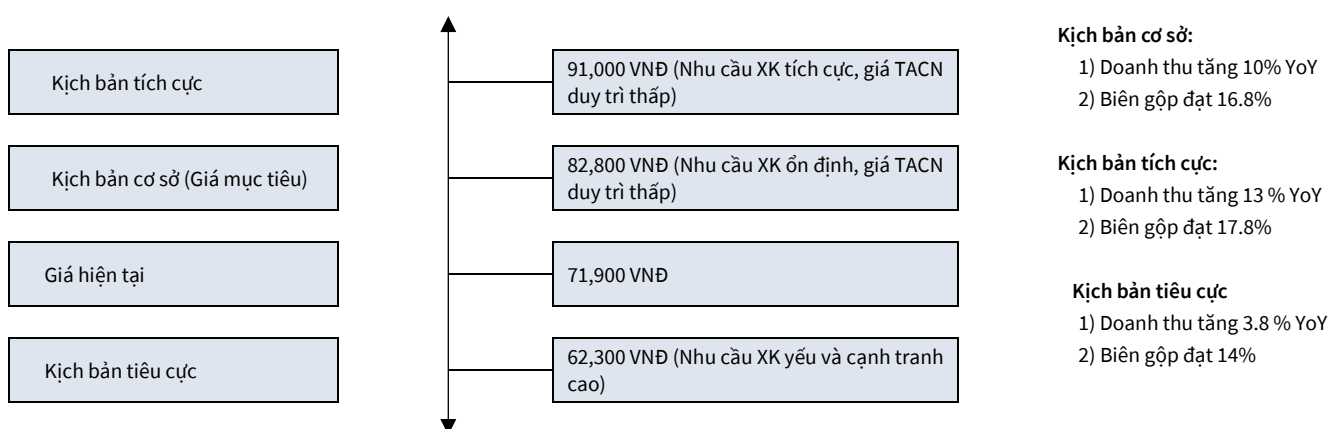 Kịch bản tích cực
91,000 VNĐ (Nhu cầu XK tích cực, giá TACN
duy trì thấp)
Kịch bản cơ sở (Giá mục tiêu)
82,800 VNĐ (Nhu cầu XK ổn định, giá TACN
duy trì thấp)
Giá hiện tại
71,900 VNĐ
Kịch bản tiêu cực
62,300 VNĐ (Nhu cầu XK yếu và cạnh tranh
cao)
Kịch bản cơ sở:
1) Doanh thu tăng 10% YoY
2) Biên gộp đạt 16.8%
Kịch bản tích cực:
1) Doanh thu tăng 13 % YoY
2) Biên gộp đạt 17.8%
Kịch bản tiêu cực
1) Doanh thu tăng 3.8 % YoY
2) Biên gộp đạt 14%